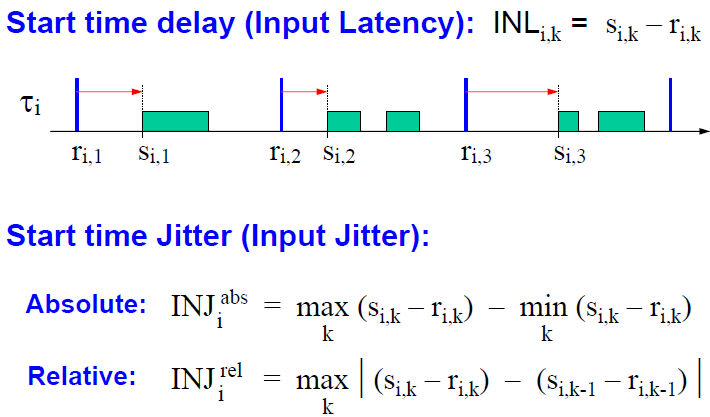 Start time delay (Input Latency): INL_{i,k} = s_{i,k} – r_{i,k}
τ_i
r_{i,1} s_{i,1} r_{i,2} s_{i,2} r_{i,3} s_{i,3}
Start time Jitter (Input Jitter):
Absolute: INJ_i^{abs} = max_k (s_{i,k} – r_{i,k}) – min_k (s_{i,k} – r_{i,k})
Relative: INJ_i^{rel} = max_k | (s_{i,k} – r_{i,k}) – (s_{i,k-1} – r_{i,k-1}) |